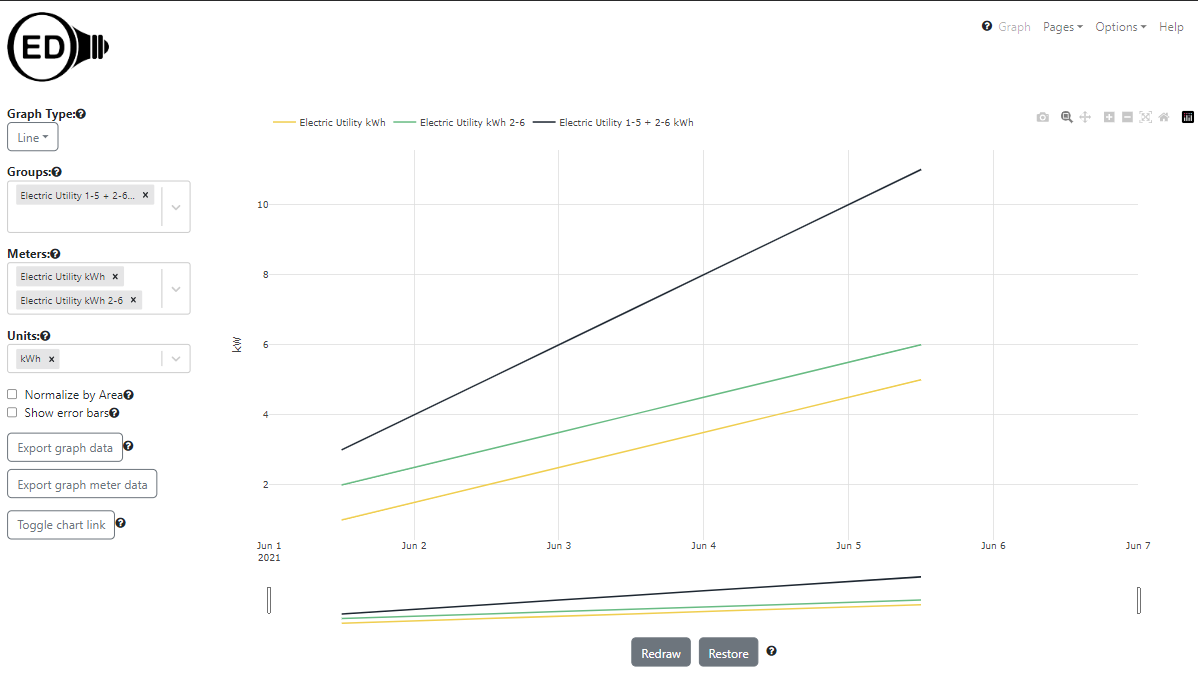 ED
Graph Pages Options Help
Graph Type:
Line
Groups:
Electric Utility 1-5 + 2-6... ×
Meters:
Electric Utility kWh ×
Electric Utility kWh 2-6 ×
Units:
kWh ×
Normalize by Area
Show error bars
Export graph data
Export graph meter data
Toggle chart link
Electric Utility kWh Electric Utility kWh 2-6 Electric Utility 1-5 + 2-6 kWh
kW
10
8
6
4
2
Jun 1 Jun 2 Jun 3 Jun 4 Jun 5 Jun 6 Jun 7
2021
Redraw Restore